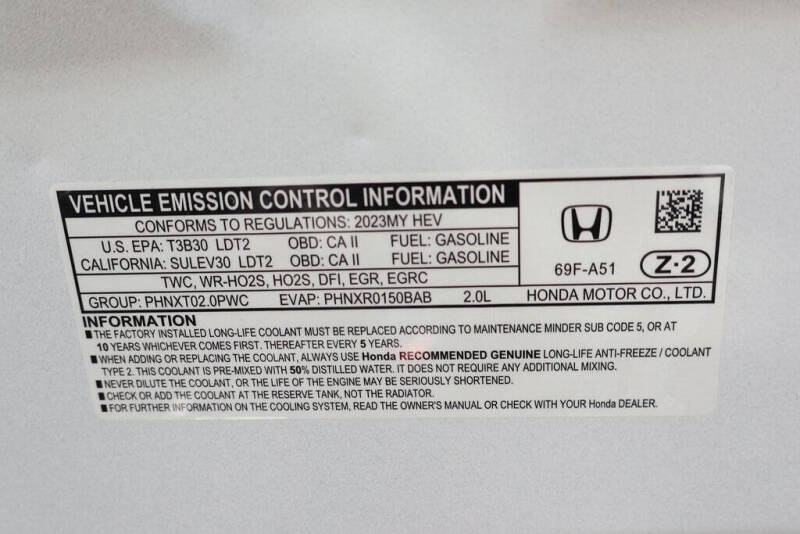 VEHICLE EMISSION CONTROL INFORMATION
CONFORMS TO REGULATIONS: 2023MY HEV
U.S. EPA: T3B30 LDT2 OBD: CA II FUEL: GASOLINE
CALIFORNIA: SULEV30 LDT2 OBD: CA II FUEL: GASOLINE
TWC, WR-HO2S, HO2S, DFI, EGR, EGRC
GROUP: PHNXT02.0PWC EVAP: PHNXR0150BAB 2.0L
69F-A51
Z·2
HONDA MOTOR CO., LTD.
INFORMATION
■THE FACTORY INSTALLED LONG-LIFE COOLANT MUST BE REPLACED ACCORDING TO MAINTENANCE MINDER SUB CODE 5, OR AT
10 YEARS WHICHEVER COMES FIRST. THEREAFTER EVERY 5 YEARS.
■WHEN ADDING OR REPLACING THE COOLANT, ALWAYS USE Honda RECOMMENDED GENUINE LONG-LIFE ANTI-FREEZE / COOLANT
TYPE 2. THIS COOLANT IS PRE-MIXED WITH 50% DISTILLED WATER. IT DOES NOT REQUIRE ANY ADDITIONAL MIXING.
■NEVER DILUTE THE COOLANT, OR THE LIFE OF THE ENGINE MAY BE SERIOUSLY SHORTENED.
■CHECK OR ADD THE COOLANT AT THE RESERVE TANK, NOT THE RADIATOR.
■FOR FURTHER INFORMATION ON THE COOLING SYSTEM, READ THE OWNER'S MANUAL OR CHECK WITH YOUR Honda DEALER.